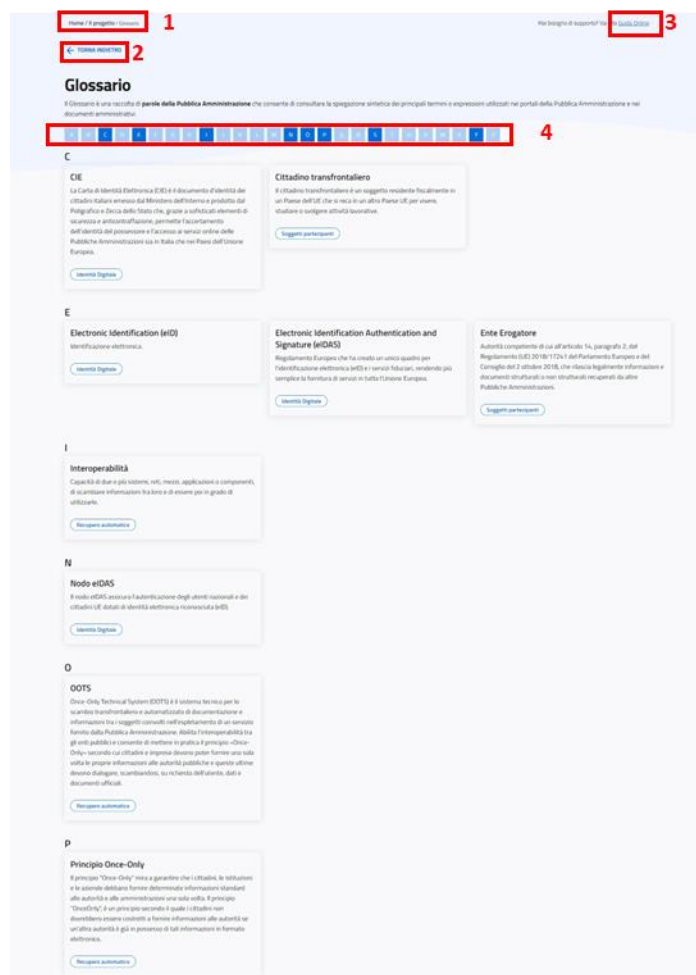 Home / Il progetto / Glossario
1
Hai bisogno di supporto? Vai alla Guida Online
3
← TORNA INDIETRO
2
Glossario
Il Glossario è una raccolta di parole della Pubblica Amministrazione che consente di consultare la spiegazione sintetica dei principali termini o espressioni utilizzati nei portali della Pubblica Amministrazione e nei
documenti amministrativi.
A B C D E F G H I J K L M N O P Q R S T U V W X Y Z
4
C
CIE
La Carta di Identità Elettronica (CIE) è il documento d'identità dei
cittadini italiani emesso dal Ministero dell'Interno e prodotto dal
Poligrafico e Zecca dello Stato che, grazie a sofisticati elementi di
sicurezza e anticontraffazione, permette l'accertamento
dell'identità del possessore e l'accesso ai servizi online delle
Pubbliche Amministrazioni sia in Italia che nei Paesi dell'Unione
Europea.
Identità Digitale
Cittadino transfrontaliero
Il cittadino transfrontaliero è un soggetto residente fiscalmente in
un Paese dell'UE che si reca in un altro Paese UE per vivere,
studiare o svolgere attività lavorative.
Soggetti partecipanti
E
Electronic Identification (eID)
Identificazione elettronica.
Identità Digitale
Electronic Identification Authentication and
Signature (eIDAS)
Regolamento Europeo che ha creato un unico quadro per
l'identificazione elettronica (eID) e i servizi fiduciari, rendendo più
semplice la fornitura di servizi in tutta l'Unione Europea.
Identità Digitale
Ente Erogatore
Autorità competente di cui all'articolo 14, paragrafo 2, del
Regolamento (UE) 2018/1724 1 del Parlamento Europeo e del
Consiglio del 2 ottobre 2018, che rilascia legalmente informazioni e
documenti strutturati o non strutturati recuperati da altre
Pubbliche Amministrazioni.
Soggetti partecipanti
I
Interoperabilità
Capacità di due o più sistemi, reti, mezzi, applicazioni o componenti,
di scambiare informazioni tra loro e di essere poi in grado di
utilizzarle.
Recupero automatico
N
Nodo eIDAS
Il nodo eIDAS assicura l'autenticazione degli utenti nazionali e dei
cittadini UE dotati di identità elettronica riconosciuta (eID).
Identità Digitale
O
OOTS
Once-Only Technical System (OOTS) è il sistema tecnico per lo
scambio transfrontaliero e automatizzato di documentazione e
informazioni tra i soggetti coinvolti nell'espletamento di un servizio
fornito dalla Pubblica Amministrazione. Abilita l'interoperabilità tra
gli enti pubblici e consente di mettere in pratica il principio «Once-
Only» secondo cui cittadini e imprese devono poter fornire una sola
volta le proprie informazioni alle autorità pubbliche e queste ultime
devono dialogare, scambiandosi, su richiesta dell'utente, dati e
documenti ufficiali.
Recupero automatico
P
Principio Once-Only
Il principio "Once-Only" mira a garantire che i cittadini, le istituzioni
e le aziende debbano fornire determinate informazioni standard
alle autorità e alle amministrazioni una sola volta. Il principio
"OnceOnly", è un principio secondo il quale i cittadini non
dovrebbero essere costretti a fornire informazioni alle autorità se
un'altra autorità è già in possesso di tali informazioni in formato
elettronico.
Recupero automatico